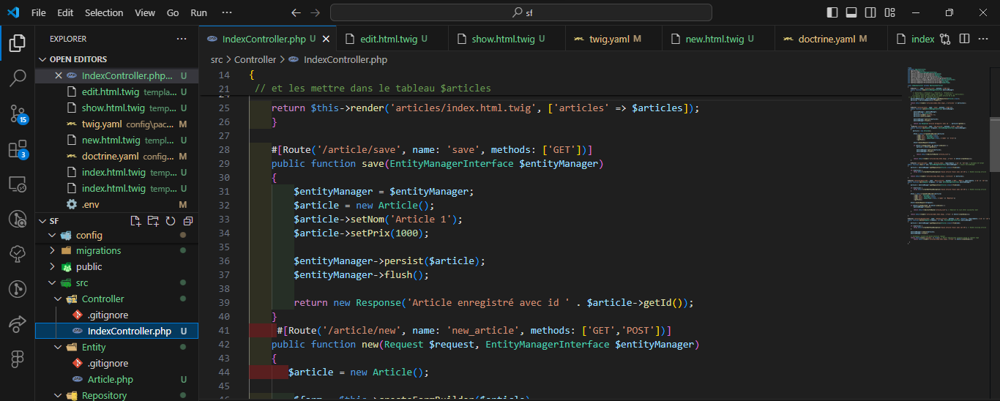 File Edit Selection View Go Run ··· sf
EXPLORER ···
OPEN EDITORS
IndexController.php... U
edit.html.twig templa... U
show.html.twig temp... U
twig.yaml config\pac... M
new.html.twig templ... U
doctrine.yaml config... M
index.html.twig temp... U
index.html.twig temp... U
.env M
SF
config
migrations
public
src
Controller
.gitignore
IndexController.php U
Entity
.gitignore
Article.php U
Repository
15
3
IndexController.php U edit.html.twig U show.html.twig U twig.yaml M new.html.twig U doctrine.yaml M index ···
src > Controller > IndexController.php
14 {
21 // et les mettre dans le tableau $articles
25 return $this->render('articles/index.html.twig', ['articles' => $articles]);
26 }
27
28 #[Route('/article/save', name: 'save', methods: ['GET'])]
29 public function save(EntityManagerInterface $entityManager)
30 {
31 $entityManager = $entityManager;
32 $article = new Article();
33 $article->setNom('Article 1');
34 $article->setPrix(1000);
35
36 $entityManager->persist($article);
37 $entityManager->flush();
38
39 return new Response('Article enregistré avec id ' . $article->getId());
40 }
41 #[Route('/article/new', name: 'new_article', methods: ['GET','POST'])]
42 public function new(Request $request, EntityManagerInterface $entityManager)
43 {
44 $article = new Article();
45
46 $form = $this->createFormBuilder($article)